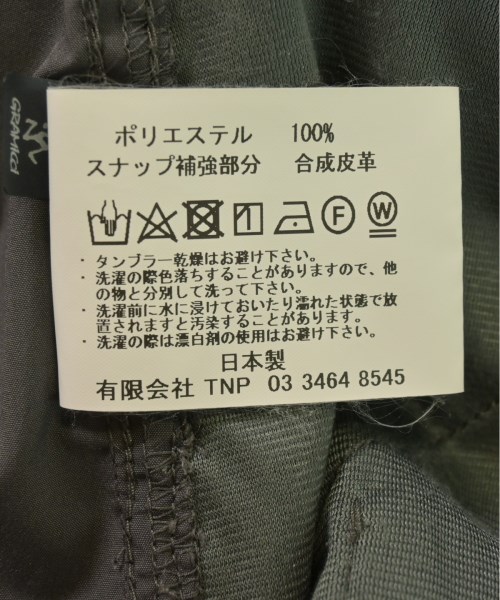 GRAMICCI
ポリエステル 100%
スナップ補強部分 合成皮革
F W
・タンブラー乾燥はお避け下さい。
・洗濯の際色落ちすることがありますので、他
の物と分別して洗って下さい。
・洗濯前に水に浸けておいたり濡れた状態で放
置されますと汚染することがあります。
・洗濯の際は漂白剤の使用はお避け下さい。
日本製
有限会社 TNP 03 3464 8545